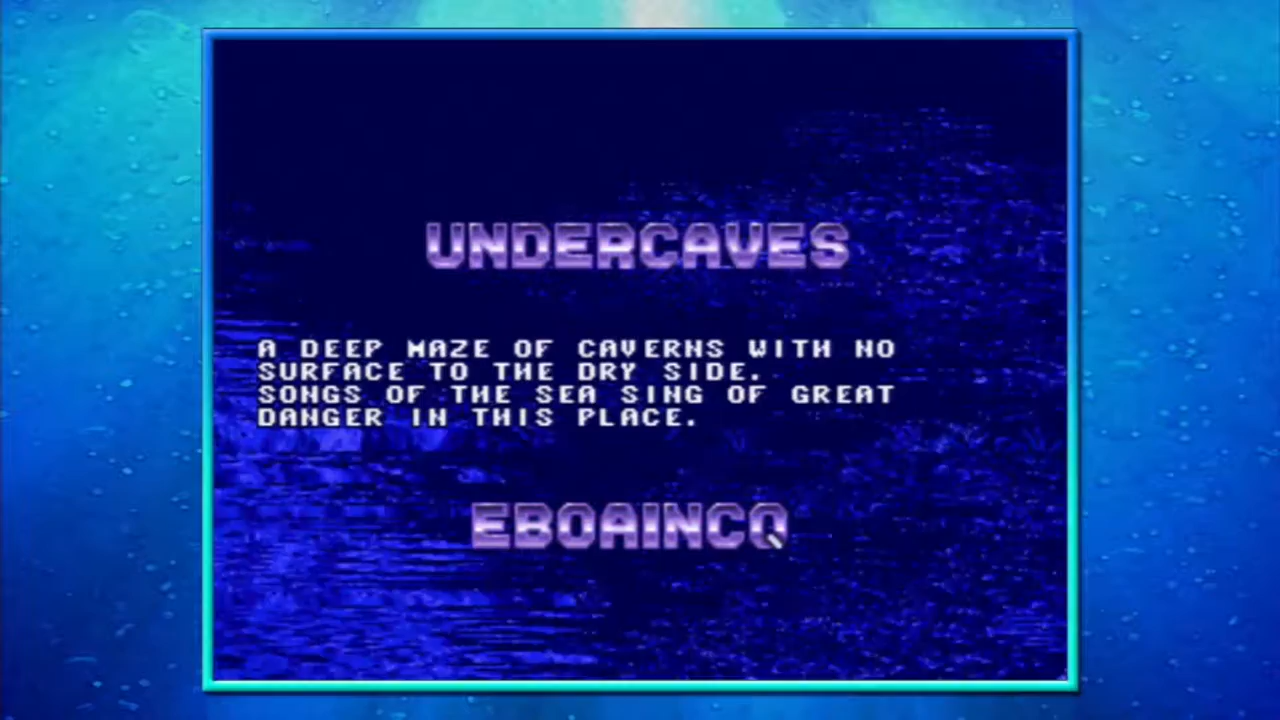 UNDERCAVES
A DEEP MAZE OF CAVERNS WITH NO
SURFACE TO THE DRY SIDE.
SONGS OF THE SEA SING OF GREAT
DANGER IN THIS PLACE.
EBOAINCQ